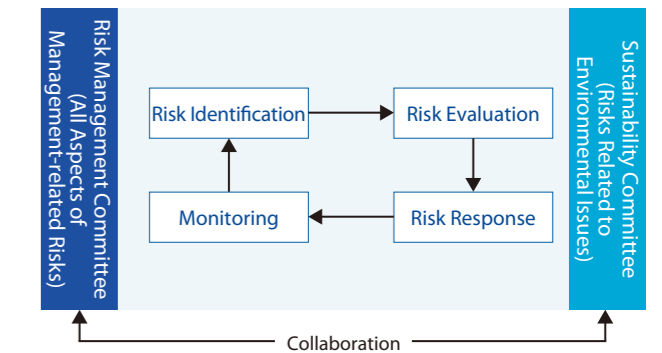 Risk Management Committee
(All Aspects of
Management-related Risks)
Risk Identification
Risk Evaluation
Monitoring
Risk Response
Sustainability Committee
(Risks Related to
Environmental Issues)
Collaboration